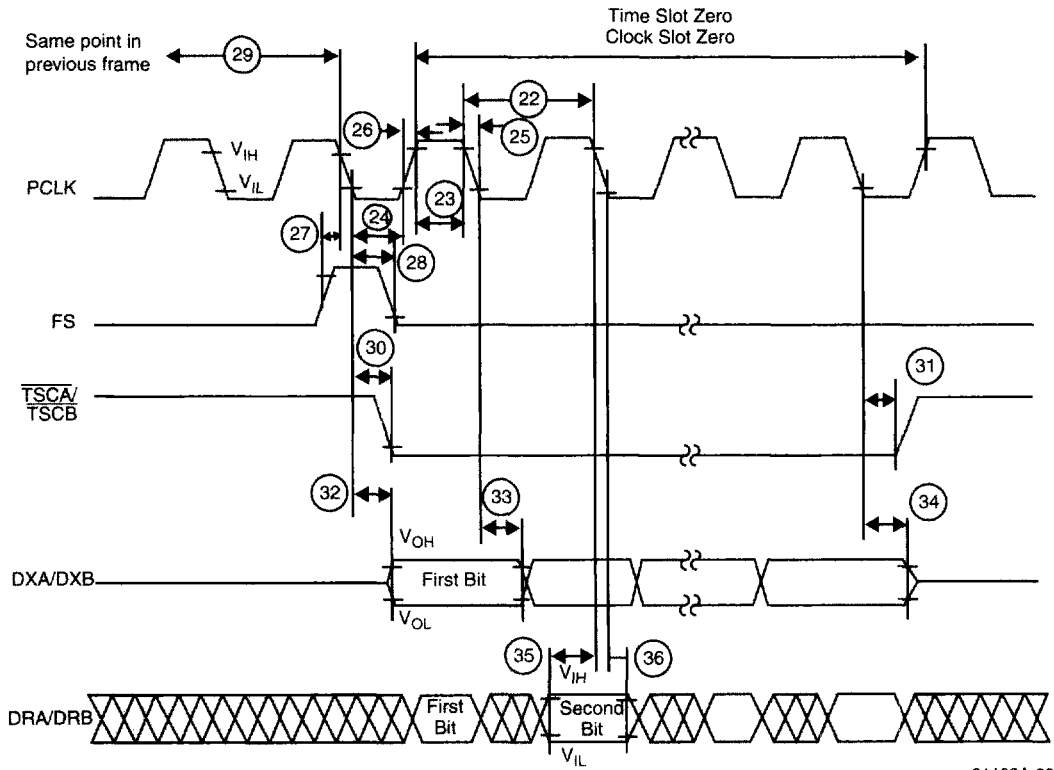 Time Slot Zero
Clock Slot Zero
Same point in
previous frame
29
22
26
25
V_IH
V_IL
PCLK
23
24
27
28
FS
30
31
TSCA/
TSCB
32
33
34
V_OH
DXA/DXB
First Bit
V_OL
35
36
V_IH
DRA/DRB
First
Bit
Second
Bit
V_IL